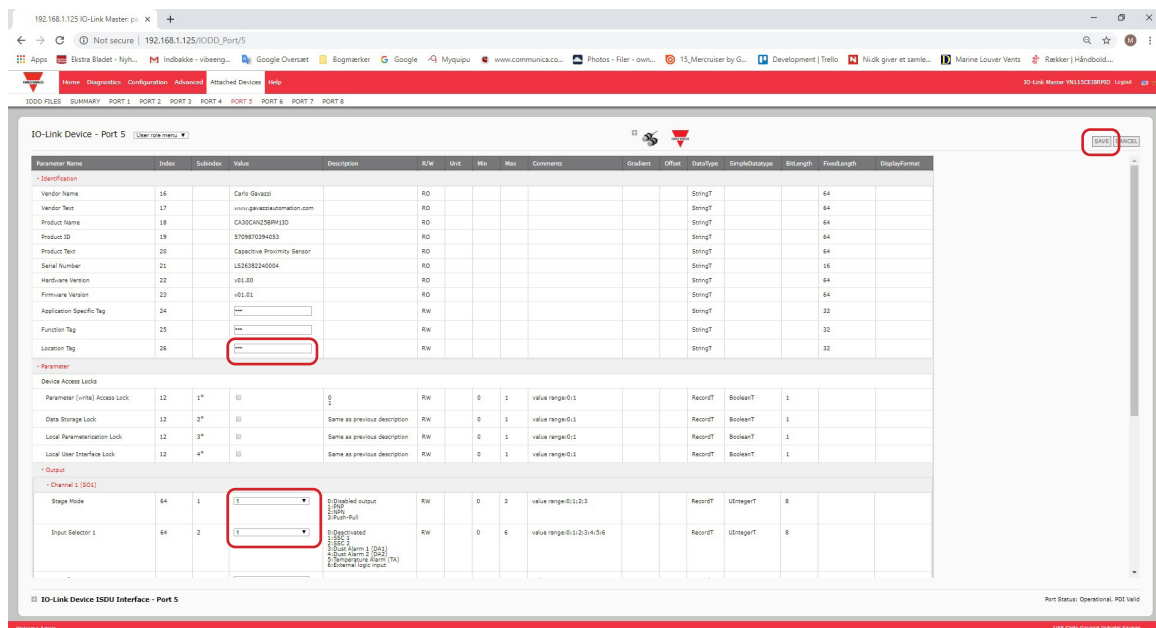 192.168.1.125 IO-Link Master: po
Not secure | 192.168.1.125/IODD_Port/5
Apps Ekstra Bladet - Nyh... Indbakke - vibeeng... Google Oversæt Bogmærker Google Myquipu www.communica.co... Photos - Filer - own... 15_Mercruiser by G... Development | Trello Ni.dk giver et samle... Marine Louver Vents Rækker | Håndbold....
Home Diagnostics Configuration Advanced Attached Devices Help IO-Link Master YN115CEI8RPIO Logout
IODD FILES SUMMARY PORT 1 PORT 2 PORT 3 PORT 4 PORT 5 PORT 6 PORT 7 PORT 8
IO-Link Device - Port 5 User role menu SAVE CANCEL
Parameter Name Index Subindex Value Description R/W Unit Min Max Comments Gradient Offset DataType SimpleDatatype BitLength FixedLength DisplayFormat
- Identification
Vendor Name 16 Carlo Gavazzi RO StringT 64
Vendor Text 17 www.gavazziautomation.com RO StringT 64
Product Name 18 CA30CAN25BPM1IO RO StringT 64
Product ID 19 5709870394053 RO StringT 64
Product Text 20 Capacitive Proximity Sensor RO StringT 64
Serial Number 21 LS26382240004 RO StringT 16
Hardware Version 22 v01.00 RO StringT 64
Firmware Version 23 v01.01 RO StringT 64
Application Specific Tag 24 *** RW StringT 32
Function Tag 25 *** RW StringT 32
Location Tag 26 *** RW StringT 32
- Parameter
Device Access Locks
Parameter (write) Access Lock 12 1* 0 RW 0 1 value range:0;1 RecordT BooleanT 1
1
Data Storage Lock 12 2* Same as previous description RW 0 1 value range:0;1 RecordT BooleanT 1
Local Parameterization Lock 12 3* Same as previous description RW 0 1 value range:0;1 RecordT BooleanT 1
Local User Interface Lock 12 4* Same as previous description RW 0 1 value range:0;1 RecordT BooleanT 1
- Output
- Channel 1 (SO1)
Stage Mode 64 1 1 0:Disabled output RW 0 3 value range:0;1;2;3 RecordT UIntegerT 8
1:PNP
2:NPN
3:Push-Pull
Input Selector 1 64 2 1 0:Deactivated RW 0 6 value range:0;1;2;3;4;5;6 RecordT UIntegerT 8
1:SSC 1
2:SSC 2
3:Dust Alarm 1 (DA1)
4:Dust Alarm 2 (DA2)
5:Temperature Alarm (TA)
6:External logic input
IO-Link Device ISDU Interface - Port 5 Port Status: Operational, PDI Valid